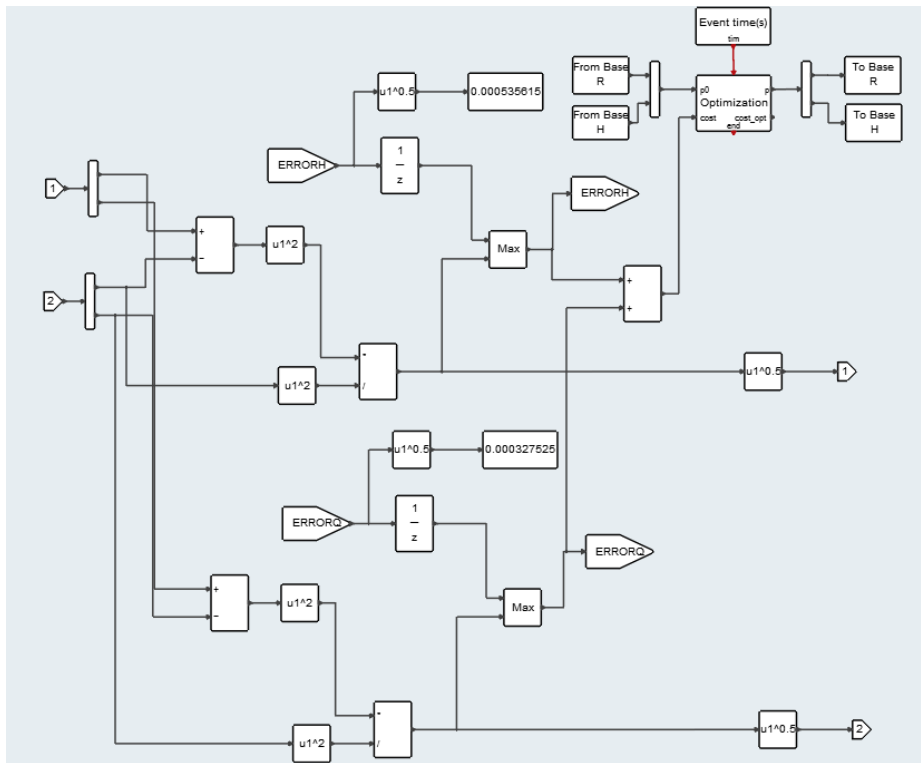 Event time(s)
tim
From Base
R
p0
p
To Base
R
Optimization
From Base
H
cost
cost_opt
end
To Base
H
u1^0.5
0.000535615
ERRORH
1
z
ERRORH
1
+
-
u1^2
Max
2
+
+
*
/
u1^2
u1^0.5
1
u1^0.5
0.000327525
ERRORQ
1
z
ERRORQ
+
-
u1^2
Max
*
/
u1^2
u1^0.5
2